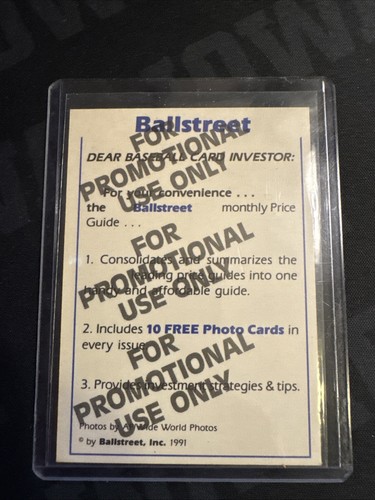 Ballstreet
DEAR BASEBALL CARD INVESTOR:
For your convenience . . .
the Ballstreet monthly Price
Guide . . .
1. Consolidates and summarizes the
leading price guides into one
handy and affordable guide.
2. Includes 10 FREE Photo Cards in
every issue.
3. Provides investment strategies & tips.
Photos by AP/Wide World Photos
© by Ballstreet, Inc. 1991
FOR
PROMOTIONAL
USE ONLY
FOR
PROMOTIONAL
USE ONLY
FOR
PROMOTIONAL
USE ONLY